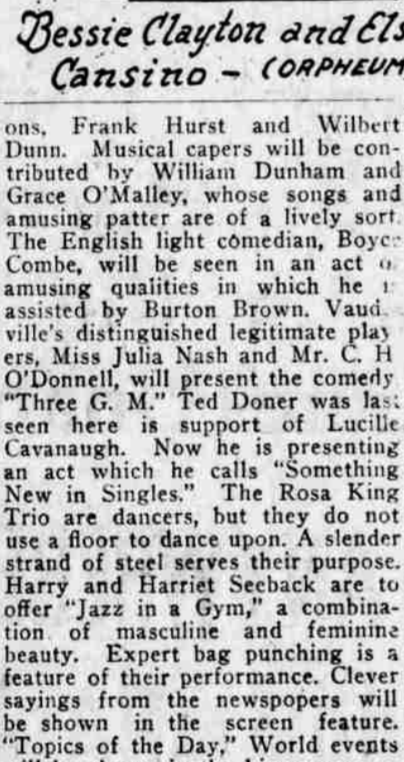 Bessie Clayton and Els
Cansino - (ORPHEUM
ons, Frank Hurst and Wilbert
Dunn. Musical capers will be con-
tributed by William Dunham and
Grace O'Malley, whose songs and
amusing patter are of a lively sort.
The English light comedian, Boyce
Combe, will be seen in an act o
amusing qualities in which he i
assisted by Burton Brown. Vaud
ville's distinguished legitimate play
ers, Miss Julia Nash and Mr. C. H
O'Donnell, will present the comedy
"Three G. M." Ted Doner was last
seen here is support of Lucille
Cavanaugh. Now he is presenting
an act which he calls "Something
New in Singles." The Rosa King
Trio are dancers, but they do not
use a floor to dance upon. A slender
strand of steel serves their purpose.
Harry and Harriet Seeback are to
offer "Jazz in a Gym," a combina-
tion of masculine and feminine
beauty. Expert bag punching is a
feature of their performance. Clever
sayings from the newspopers will
be shown in the screen feature.
"Topics of the Day," World events